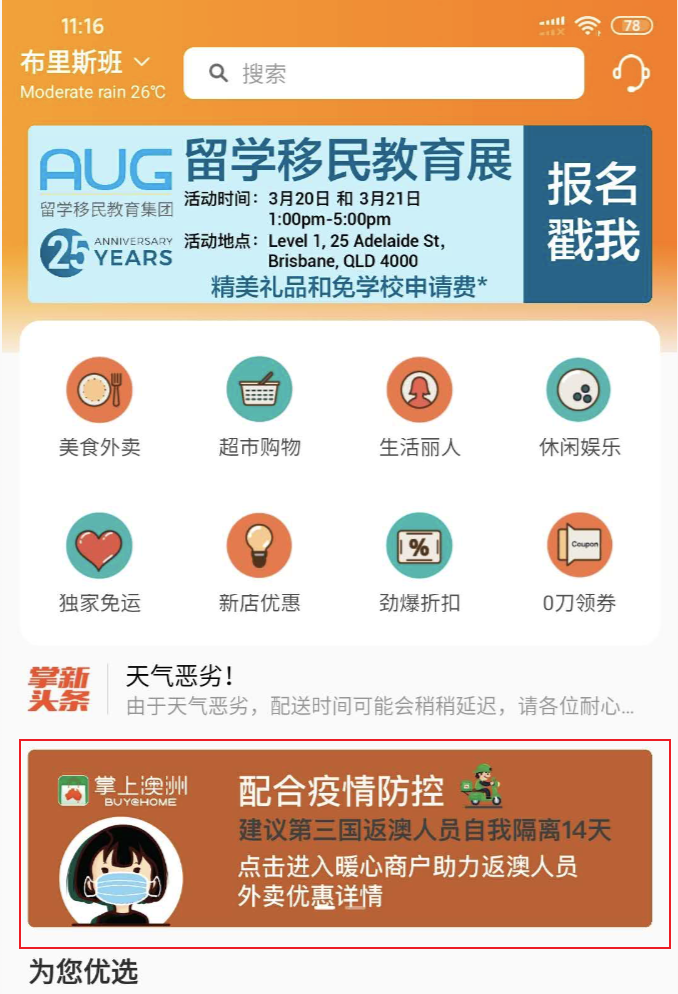 11:16
78
布里斯班
搜索
Moderate rain 26℃
AUG
留学移民教育集团
25 ANNIVERSARY
YEARS
留学移民教育展
活动时间：3月20日 和 3月21日
1:00pm-5:00pm
活动地点：Level 1, 25 Adelaide St,
Brisbane, QLD 4000
精美礼品和免学校申请费*
报名
戳我
美食外卖
超市购物
生活丽人
休闲娱乐
%
Coupon
独家免运
新店优惠
劲爆折扣
0刀领券
掌新
头条
天气恶劣！
由于天气恶劣，配送时间可能会稍稍延迟，请各位耐心...
掌上澳洲
BUY@HOME
配合疫情防控
建议第三国返澳人员自我隔离14天
点击进入暖心商户助力返澳人员
外卖优惠详情
为您优选